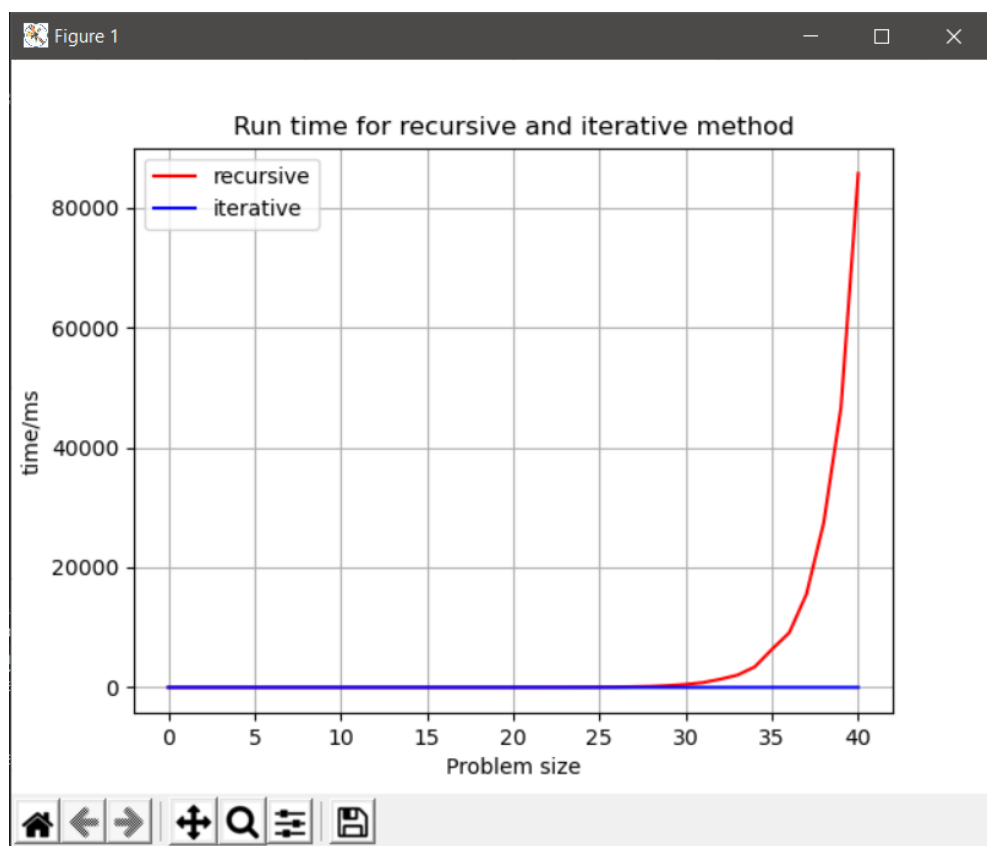 Figure 1
Run time for recursive and iterative method
recursive
iterative
80000
60000
40000
20000
0
time/ms
0 5 10 15 20 25 30 35 40
Problem size